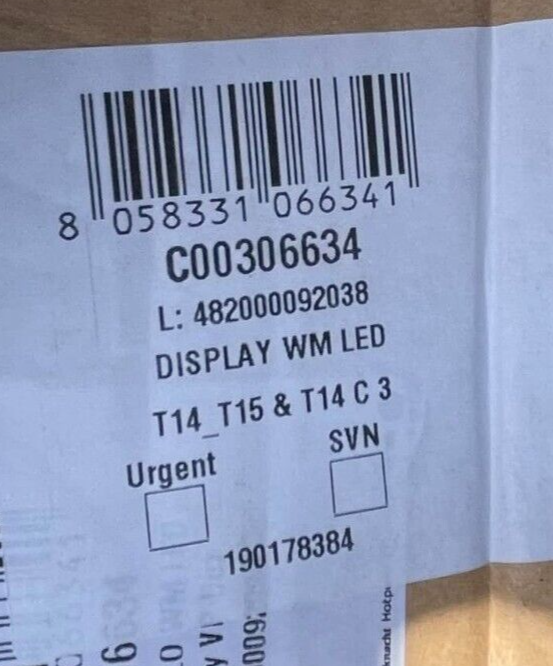 8 058331 066341
C00306634
L: 482000092038
DISPLAY WM LED
T14_T15 & T14 C 3
Urgent SVN
190178384